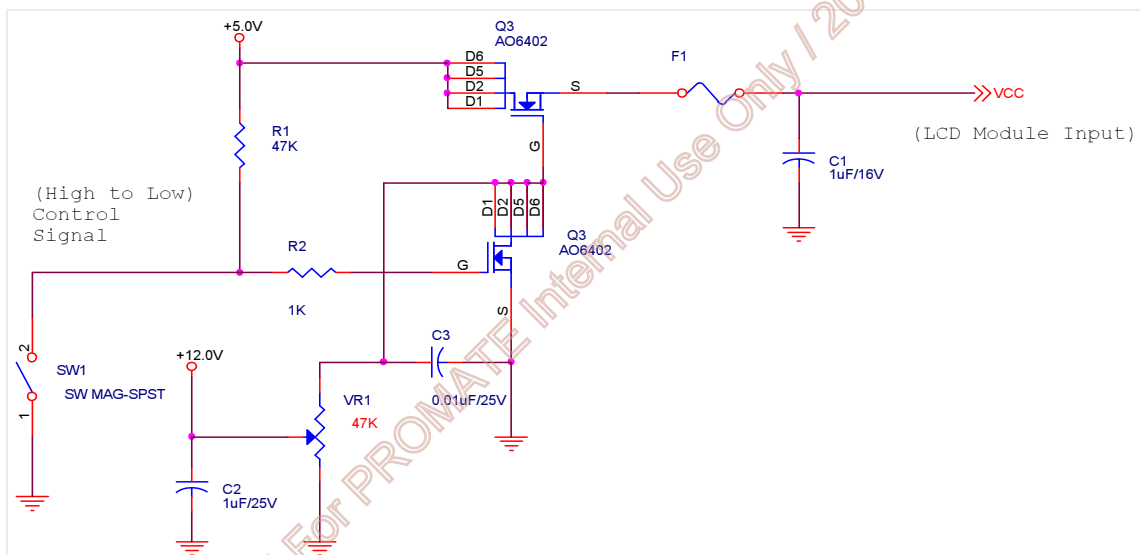 +5.0V
Q3
AO6402
D6
D5
D2
D1
S
G
F1
VCC
(LCD Module Input)
R1
47K
C1
1uF/16V
(High to Low)
Control
Signal
D1
D2
D5
D6
Q3
AO6402
R2
1K
G
S
C3
0.01uF/25V
+12.0V
2
SW1
SW MAG-SPST
1
VR1
47K
C2
1uF/25V
For PROMATE Internal Use Only / 20